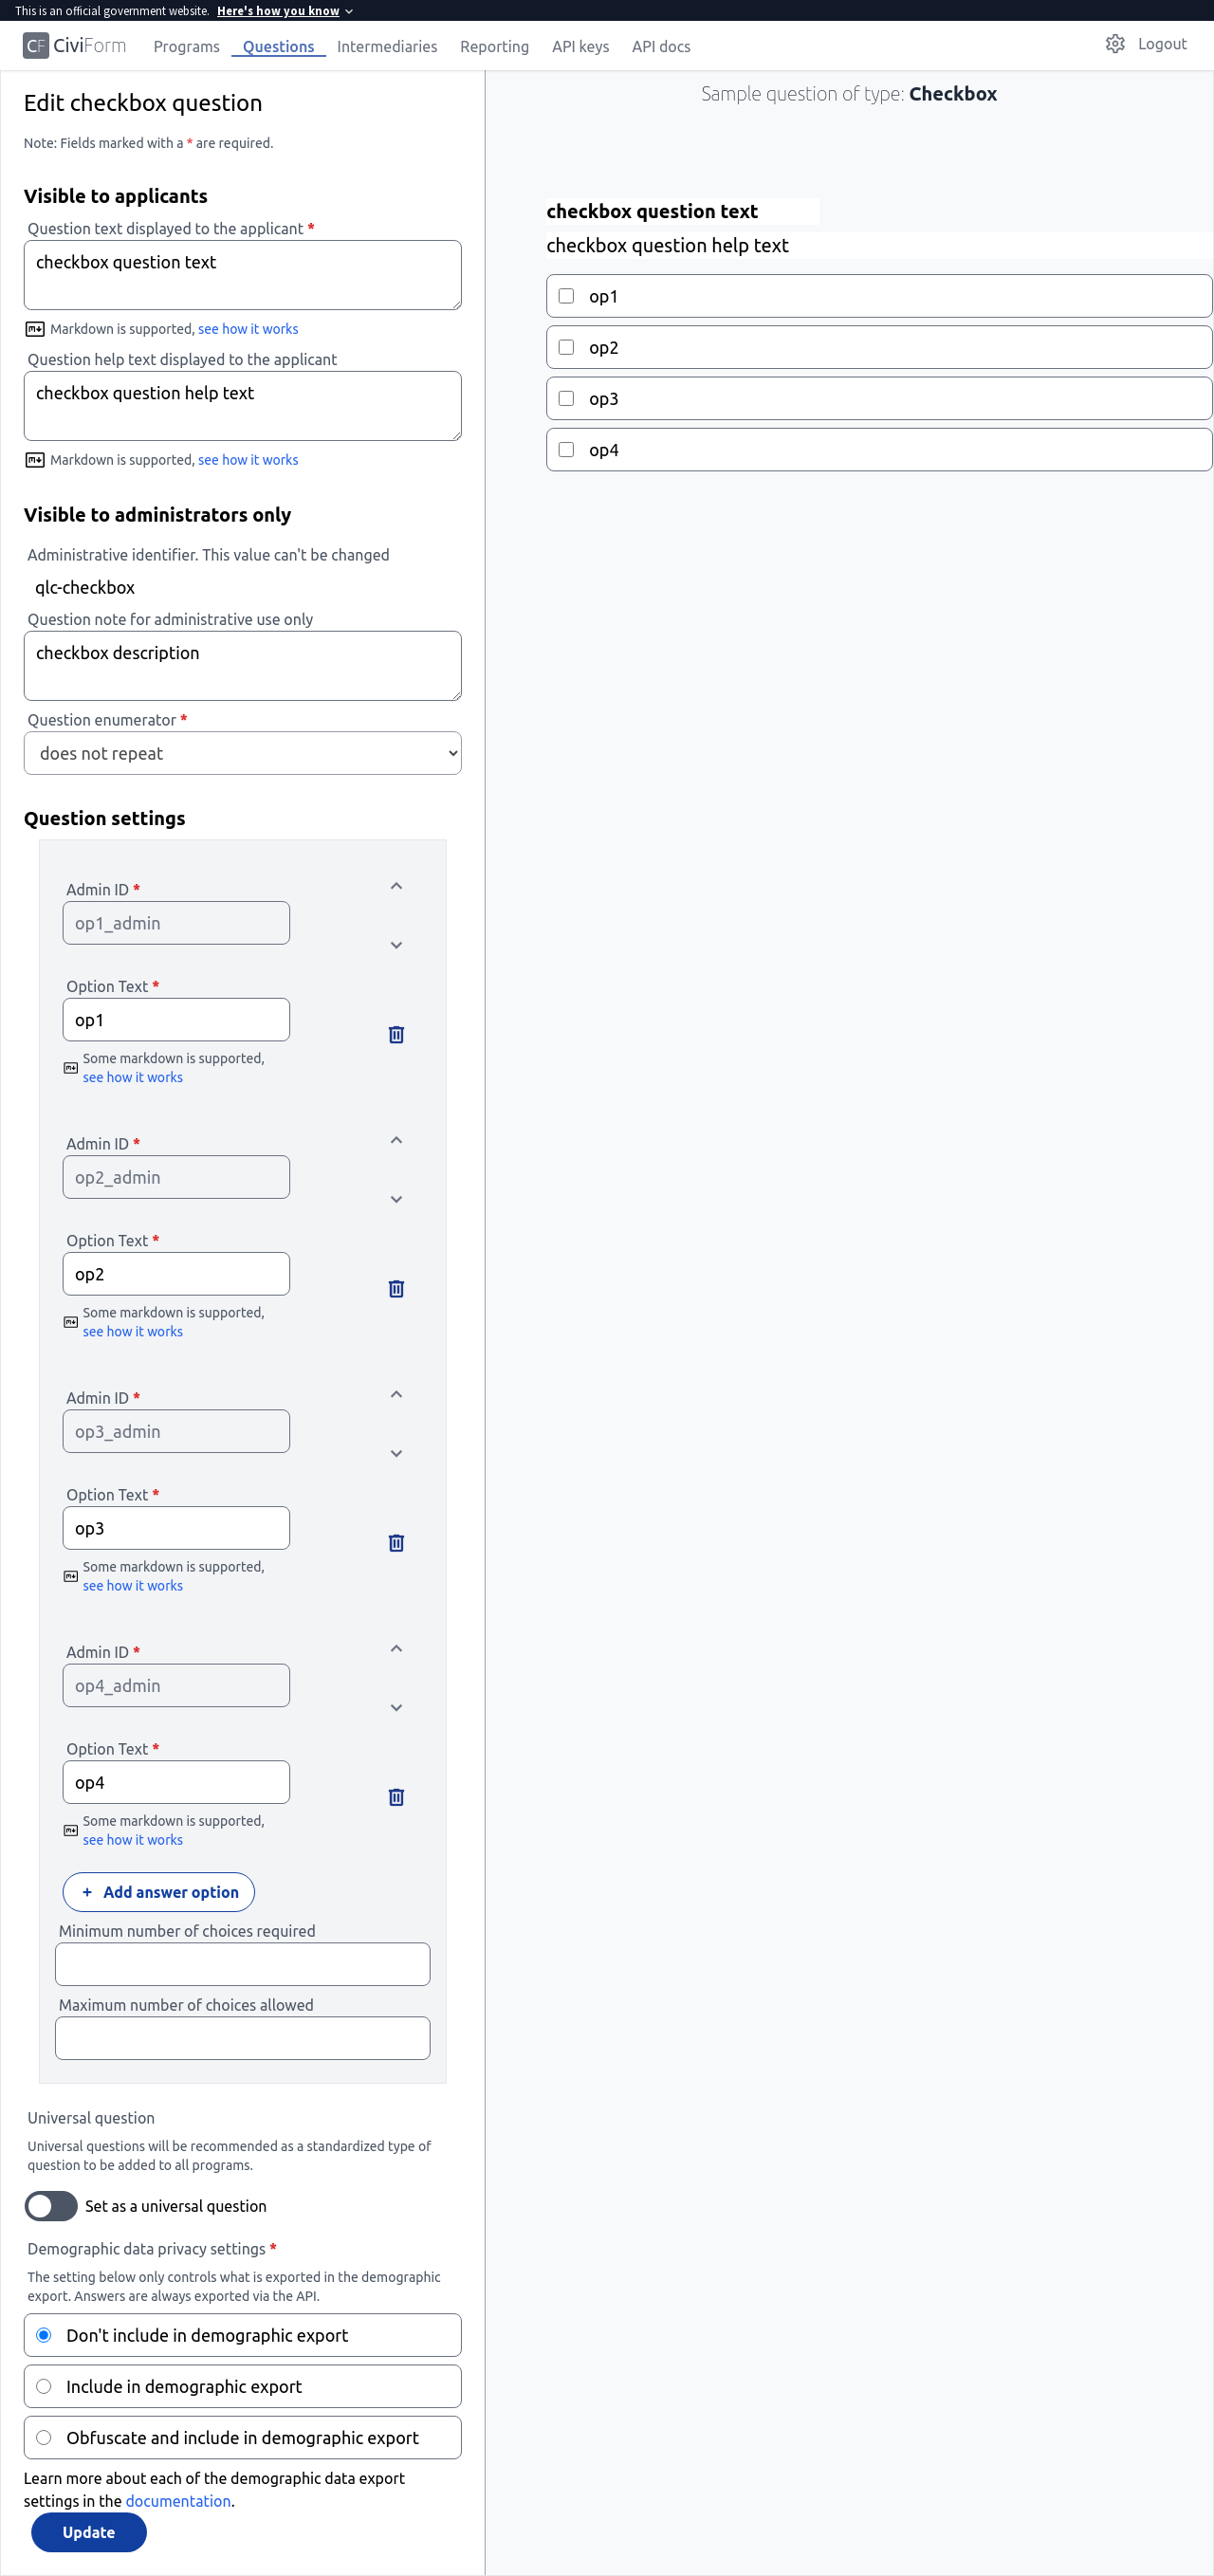 This is an official government website. Here's how you know
CF CiviForm Programs Questions Intermediaries Reporting API keys API docs Logout
Edit checkbox question
Note: Fields marked with a * are required.
Visible to applicants
Question text displayed to the applicant *
checkbox question text
Markdown is supported, see how it works
Question help text displayed to the applicant
checkbox question help text
Markdown is supported, see how it works
Visible to administrators only
Administrative identifier. This value can't be changed
qlc-checkbox
Question note for administrative use only
checkbox description
Question enumerator *
does not repeat
Question settings
Admin ID *
op1_admin
Option Text *
op1
Some markdown is supported,
see how it works
Admin ID *
op2_admin
Option Text *
op2
Some markdown is supported,
see how it works
Admin ID *
op3_admin
Option Text *
op3
Some markdown is supported,
see how it works
Admin ID *
op4_admin
Option Text *
op4
Some markdown is supported,
see how it works
+ Add answer option
Minimum number of choices required
Maximum number of choices allowed
Universal question
Universal questions will be recommended as a standardized type of
question to be added to all programs.
Set as a universal question
Demographic data privacy settings *
The setting below only controls what is exported in the demographic
export. Answers are always exported via the API.
Don't include in demographic export
Include in demographic export
Obfuscate and include in demographic export
Learn more about each of the demographic data export
settings in the documentation.
Update
Sample question of type: Checkbox
checkbox question text
checkbox question help text
op1
op2
op3
op4